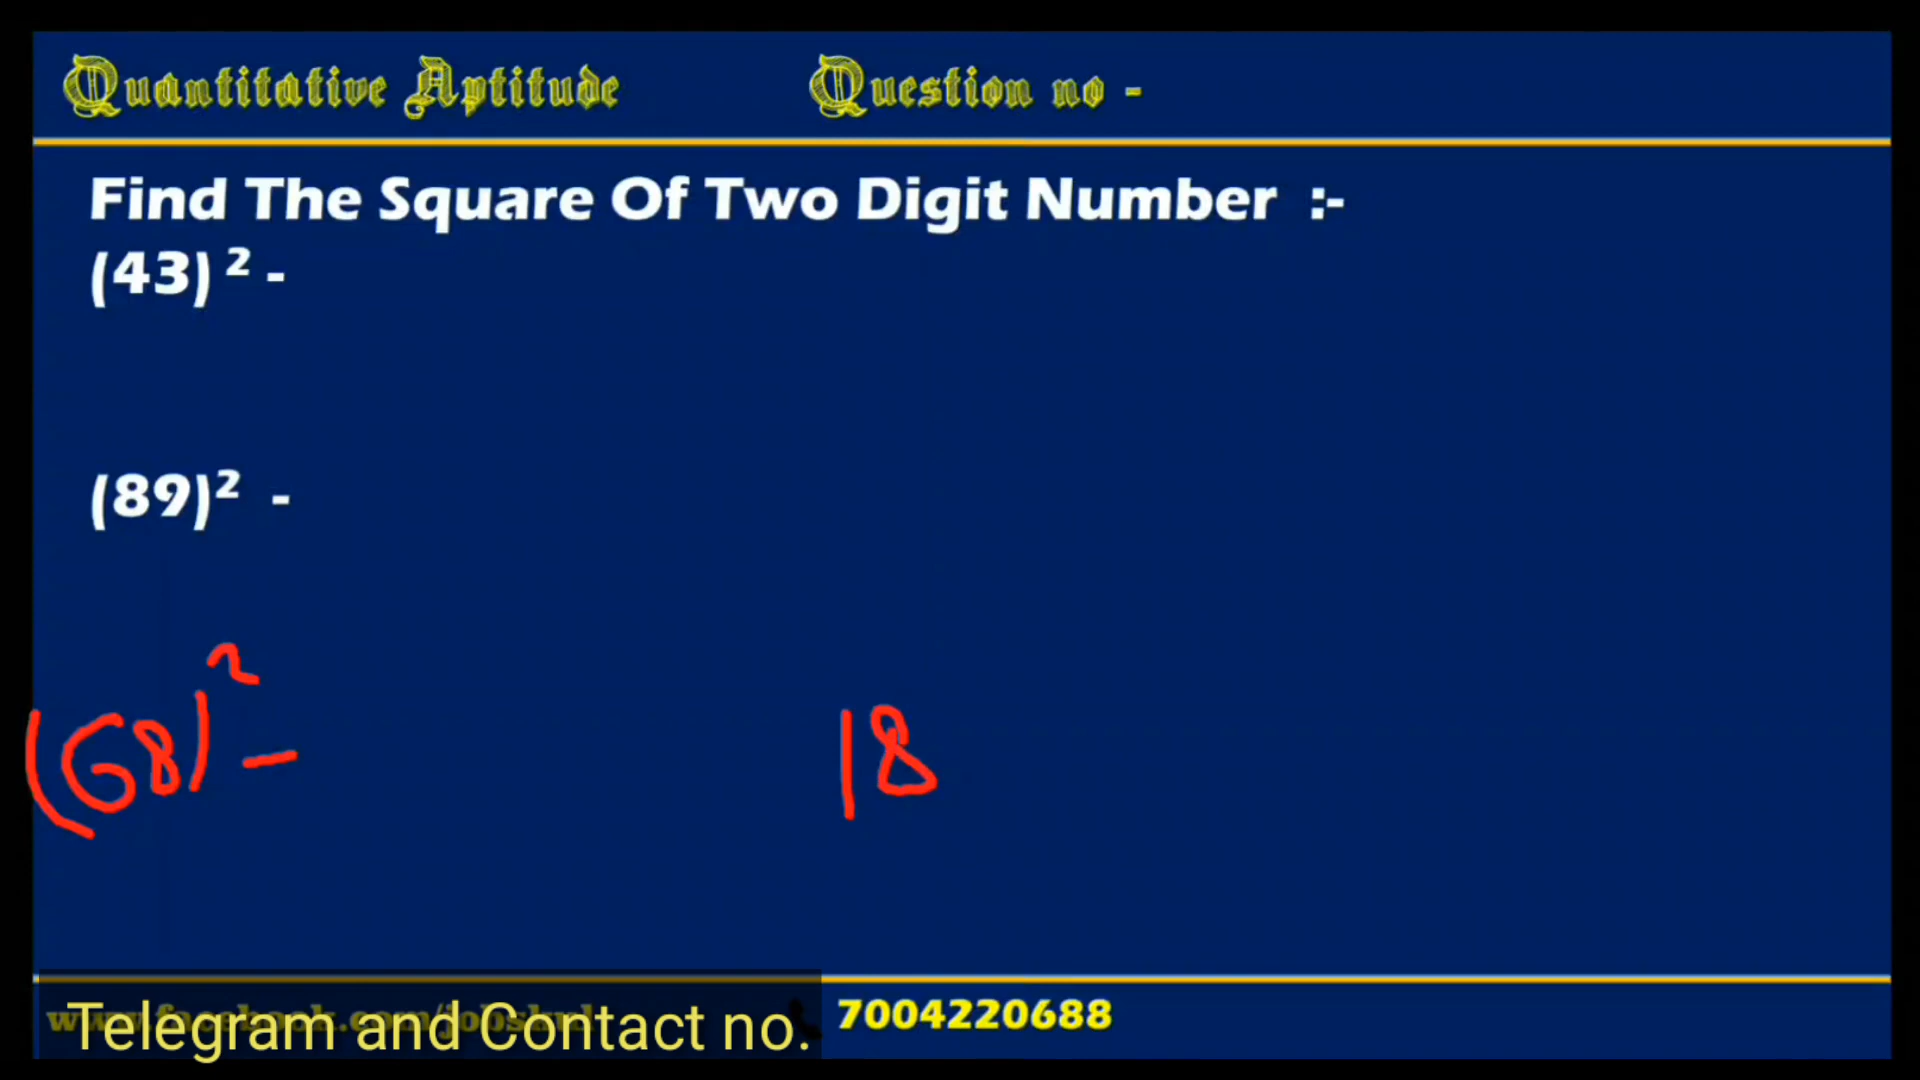 Quantitative Aptitude Question no -
Find The Square Of Two Digit Number :-
(43)² -
(89)² -
(68)² -
18
Telegram and Contact no. 7004220688